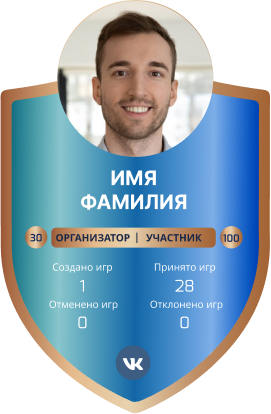 ИМЯ
ФАМИЛИЯ
30 ОРГАНИЗАТОР | УЧАСТНИК 100
Создано игр Принято игр
1 28
Отменено игр Отклонено игр
0 0